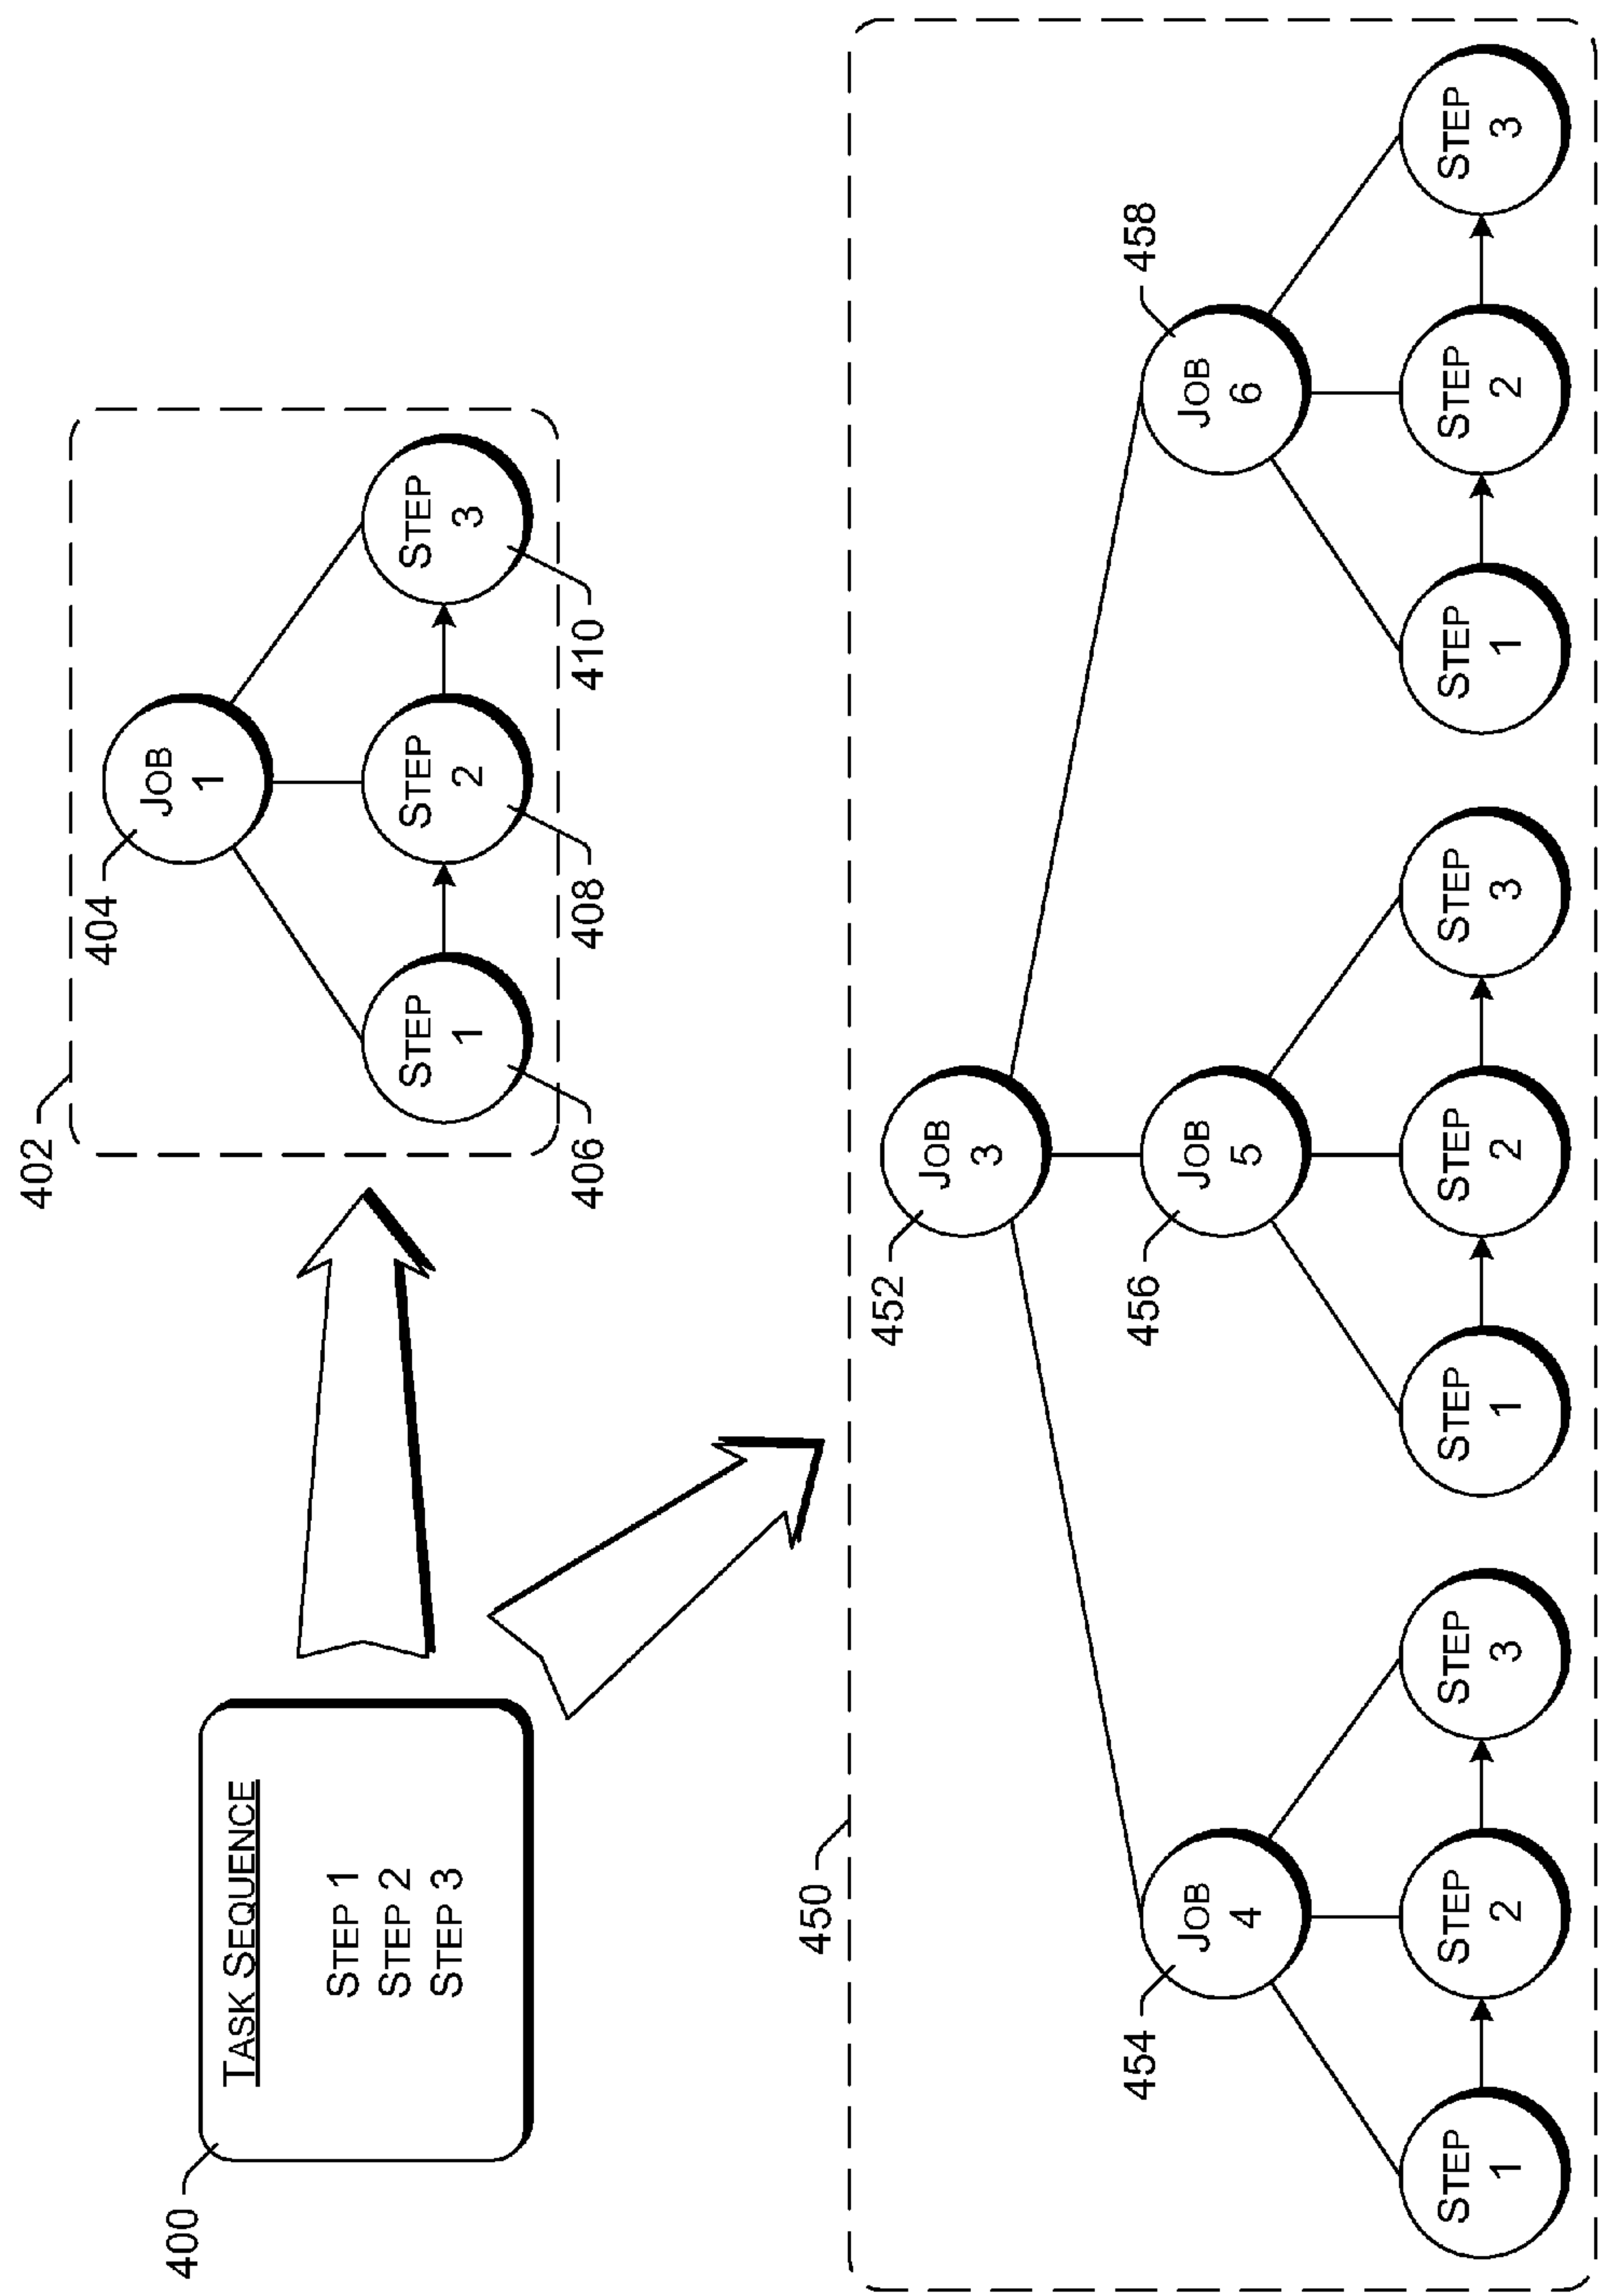 400
TASK SEQUENCE
STEP 1
STEP 2
STEP 3
402
404
JOB
1
STEP
1
STEP
2
STEP
3
406
408
410
450
452
JOB
3
454
JOB
4
456
JOB
5
458
JOB
6
STEP
1
STEP
2
STEP
3
STEP
1
STEP
2
STEP
3
STEP
1
STEP
2
STEP
3